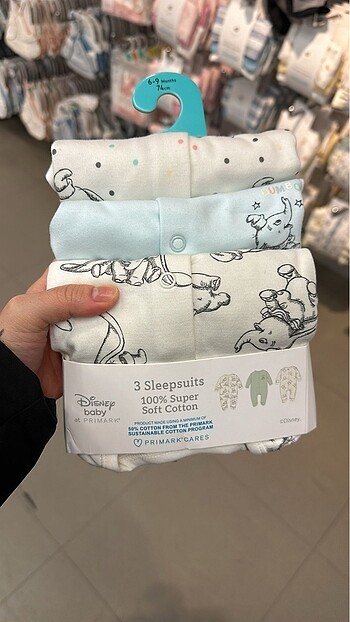 6-9 Months
74cm
DUMBO
3 Sleepsuits
100% Super
Soft Cotton
Disney
baby
at PRIMARK®
PRODUCT MADE USING A MINIMUM OF
50% COTTON FROM THE PRIMARK
SUSTAINABLE COTTON PROGRAM
PRIMARK®CARES
©Disney